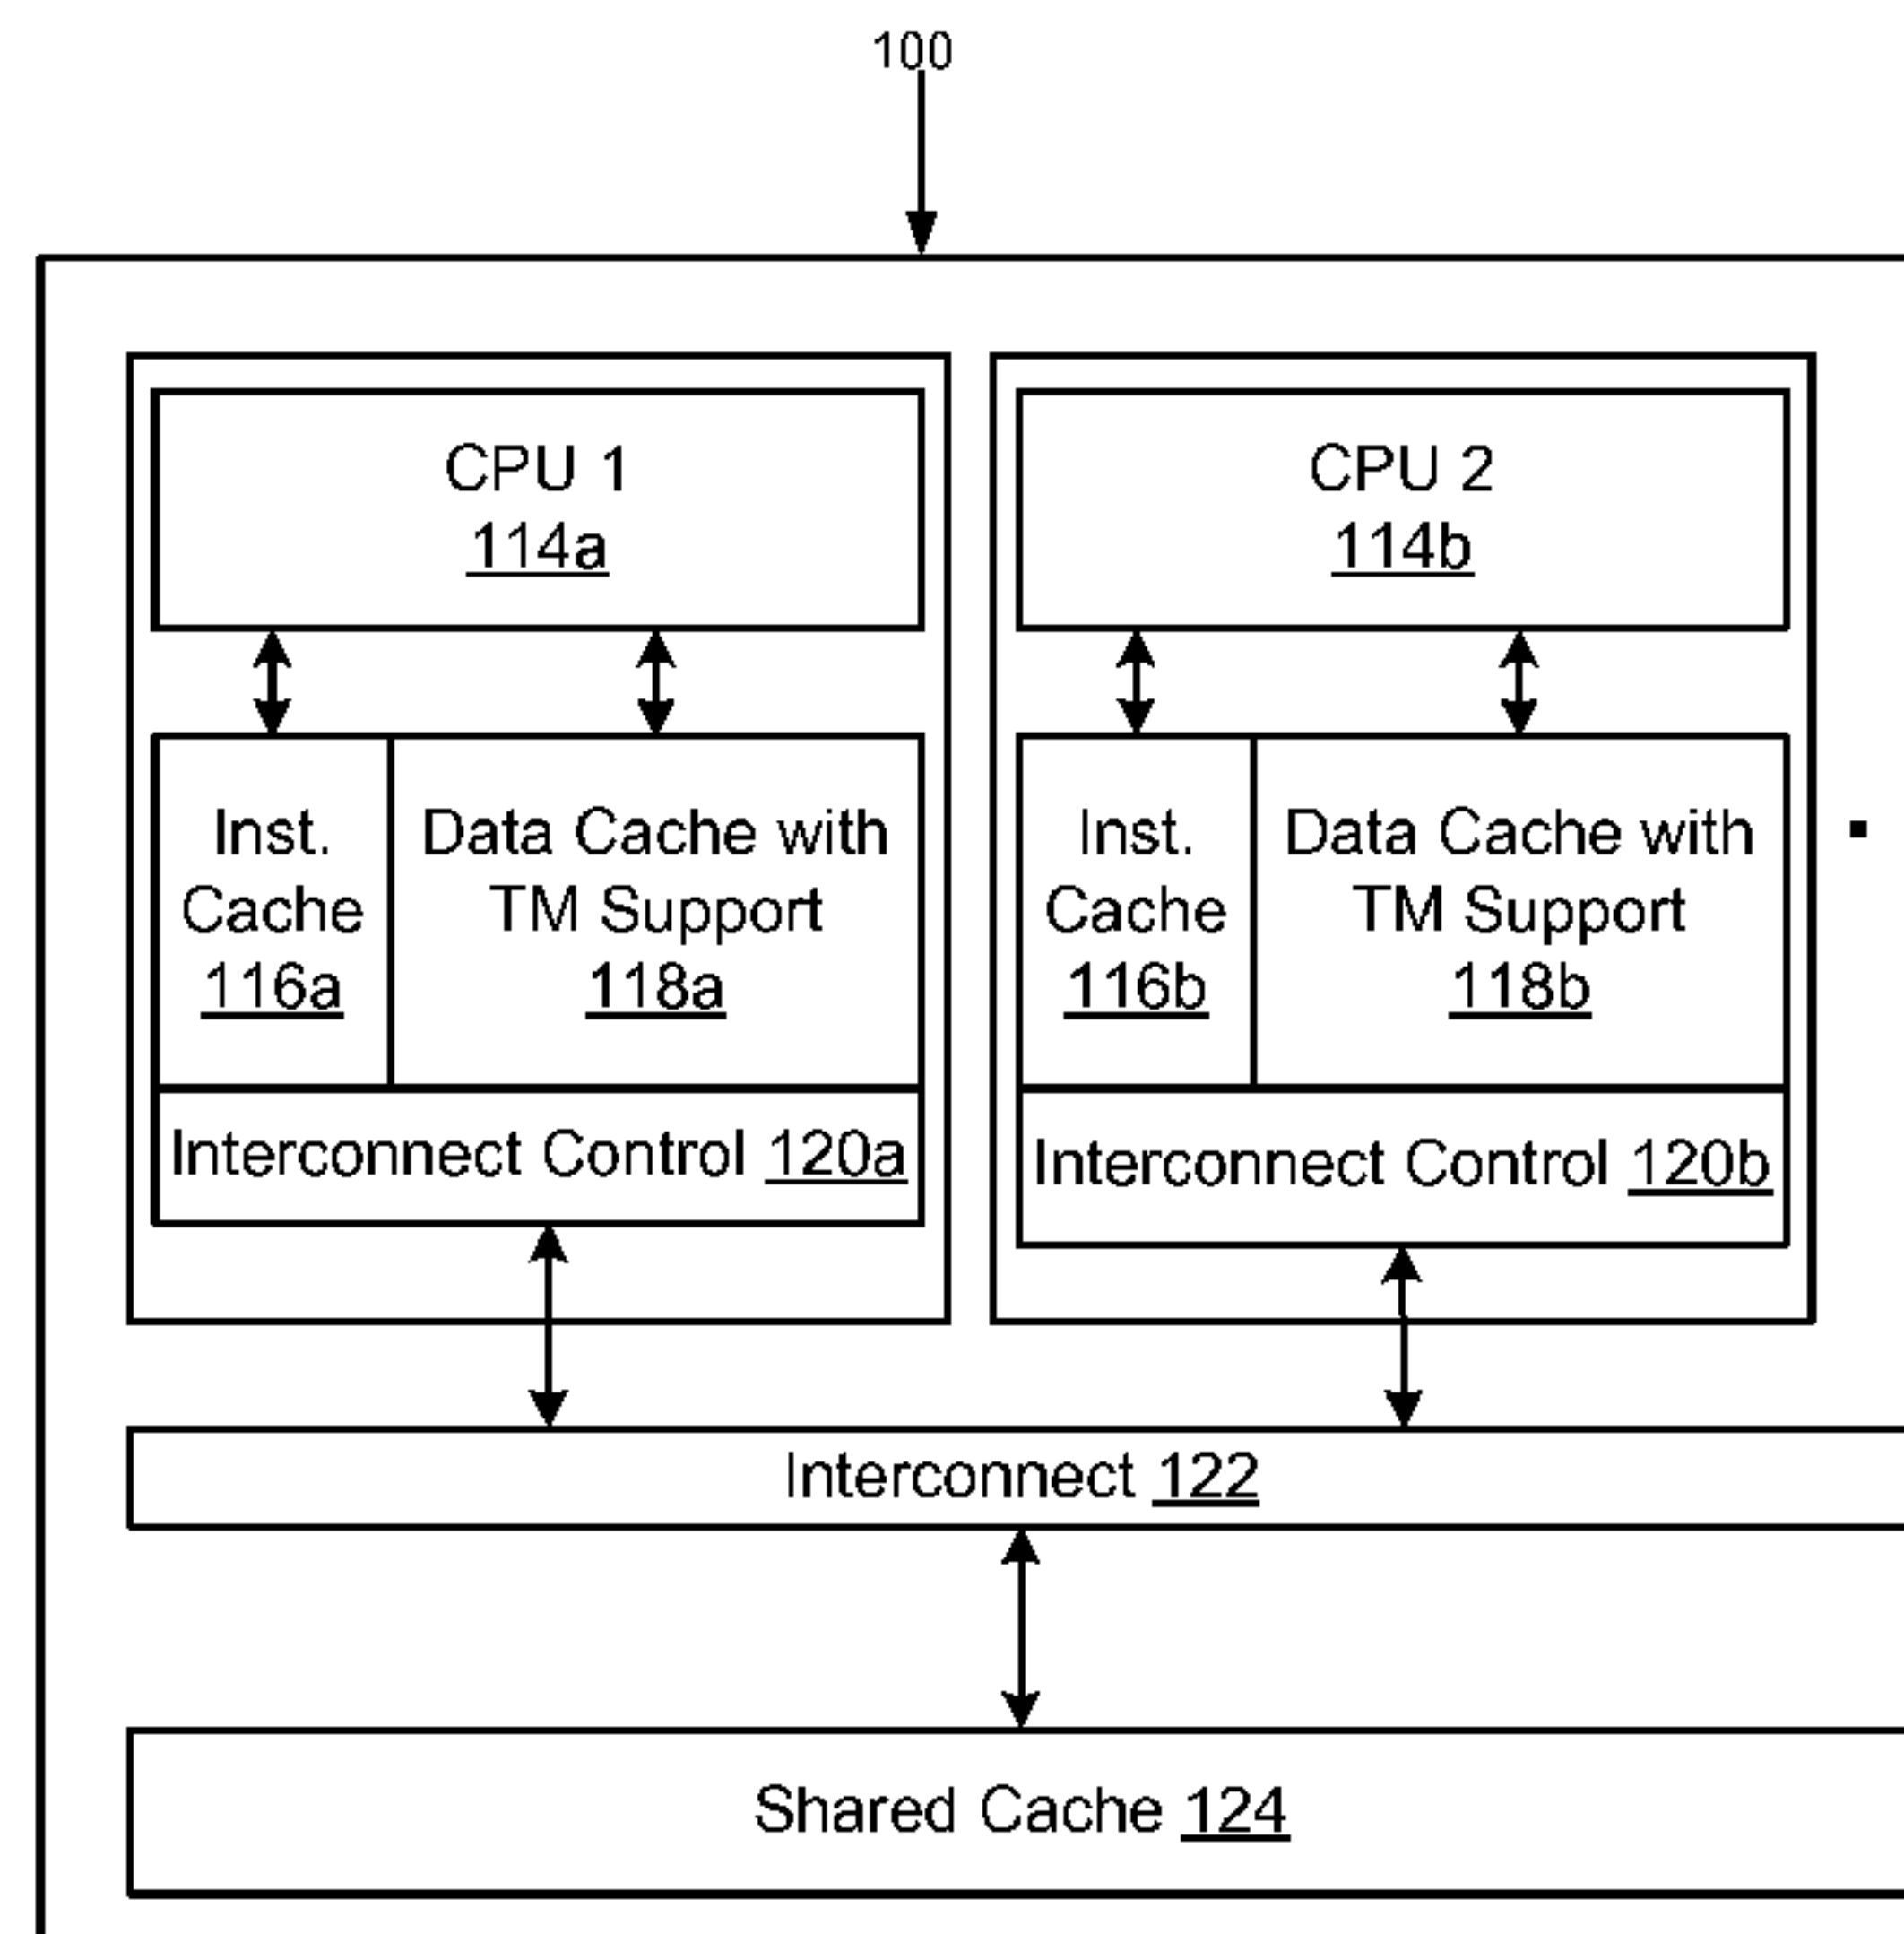 100
CPU 1
114a
Inst.
Cache
116a
Data Cache with
TM Support
118a
Interconnect Control 120a
CPU 2
114b
Inst.
Cache
116b
Data Cache with
TM Support
118b
Interconnect Control 120b
Interconnect 122
Shared Cache 124